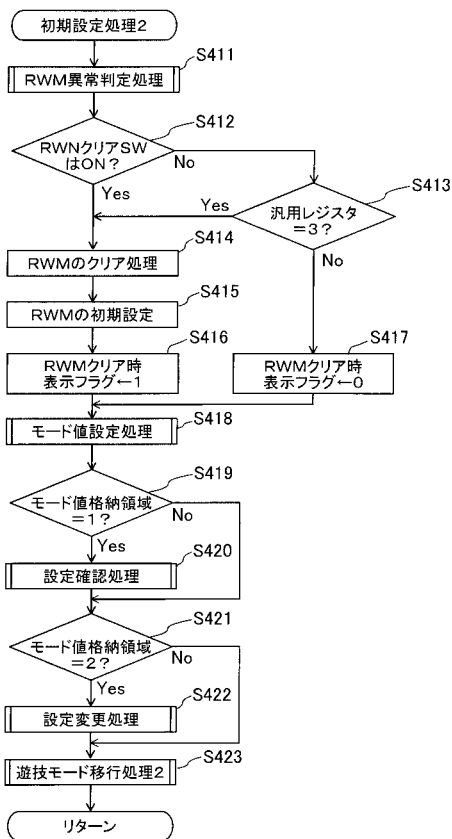 初期設定処理2
S411
RWM異常判定処理
S412
RWNクリアSW
はON？
No
Yes
S413
汎用レジスタ
＝3？
Yes
No
S414
RWMのクリア処理
S415
RWMの初期設定
S416
RWMクリア時
表示フラグ←1
S417
RWMクリア時
表示フラグ←0
S418
モード値設定処理
S419
モード値格納領域
＝1？
No
Yes
S420
設定確認処理
S421
モード値格納領域
＝2？
No
Yes
S422
設定変更処理
S423
遊技モード移行処理2
リターン